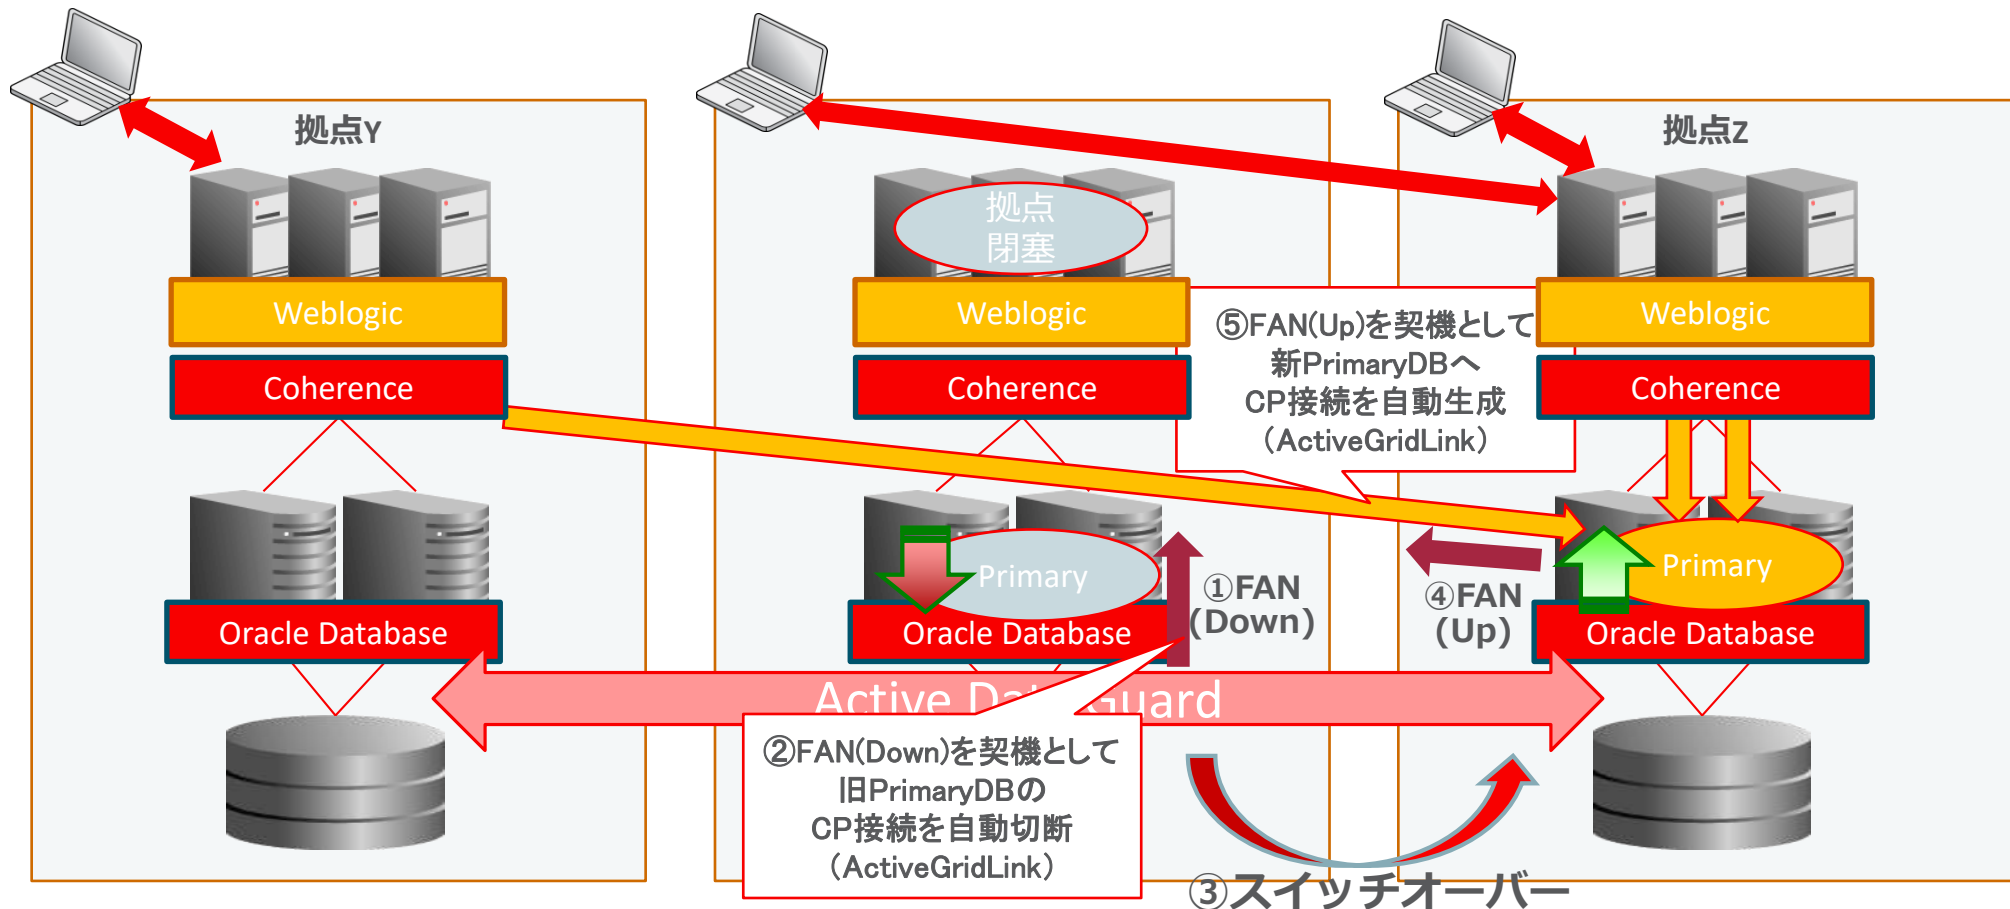 拠点Y
Weblogic
Coherence
Oracle Database
拠点
閉塞
Weblogic
Coherence
Primary
Oracle Database
①FAN
(Down)
拠点Z
Weblogic
Coherence
Primary
Oracle Database
④FAN
(Up)
⑤FAN(Up)を契機として
新PrimaryDBへ
CP接続を自動生成
(ActiveGridLink)
Active Data Guard
②FAN(Down)を契機として
旧PrimaryDBの
CP接続を自動切断
(ActiveGridLink)
③スイッチオーバー